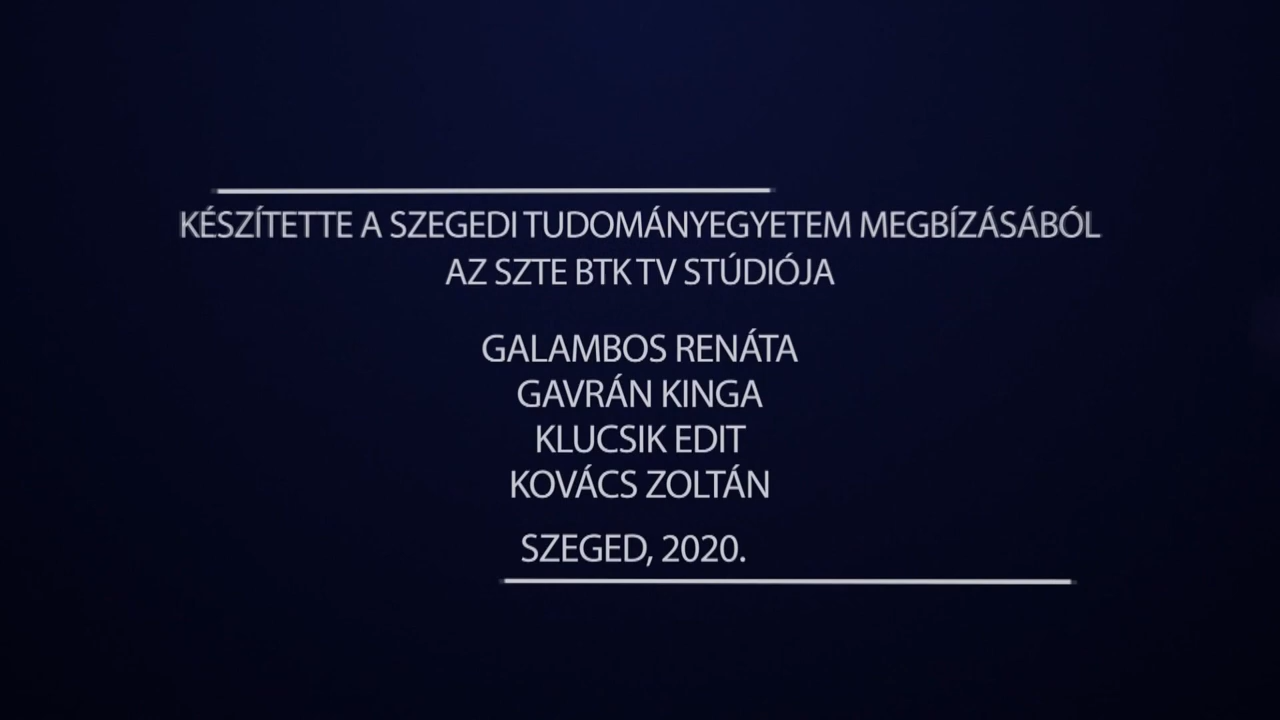 KÉSZÍTETTE A SZEGEDI TUDOMÁNYEGYETEM MEGBÍZÁSÁBÓL
AZ SZTE BTK TV STÚDIÓJA
GALAMBOS RENÁTA
GAVRÁN KINGA
KLUCSIK EDIT
KOVÁCS ZOLTÁN
SZEGED, 2020.